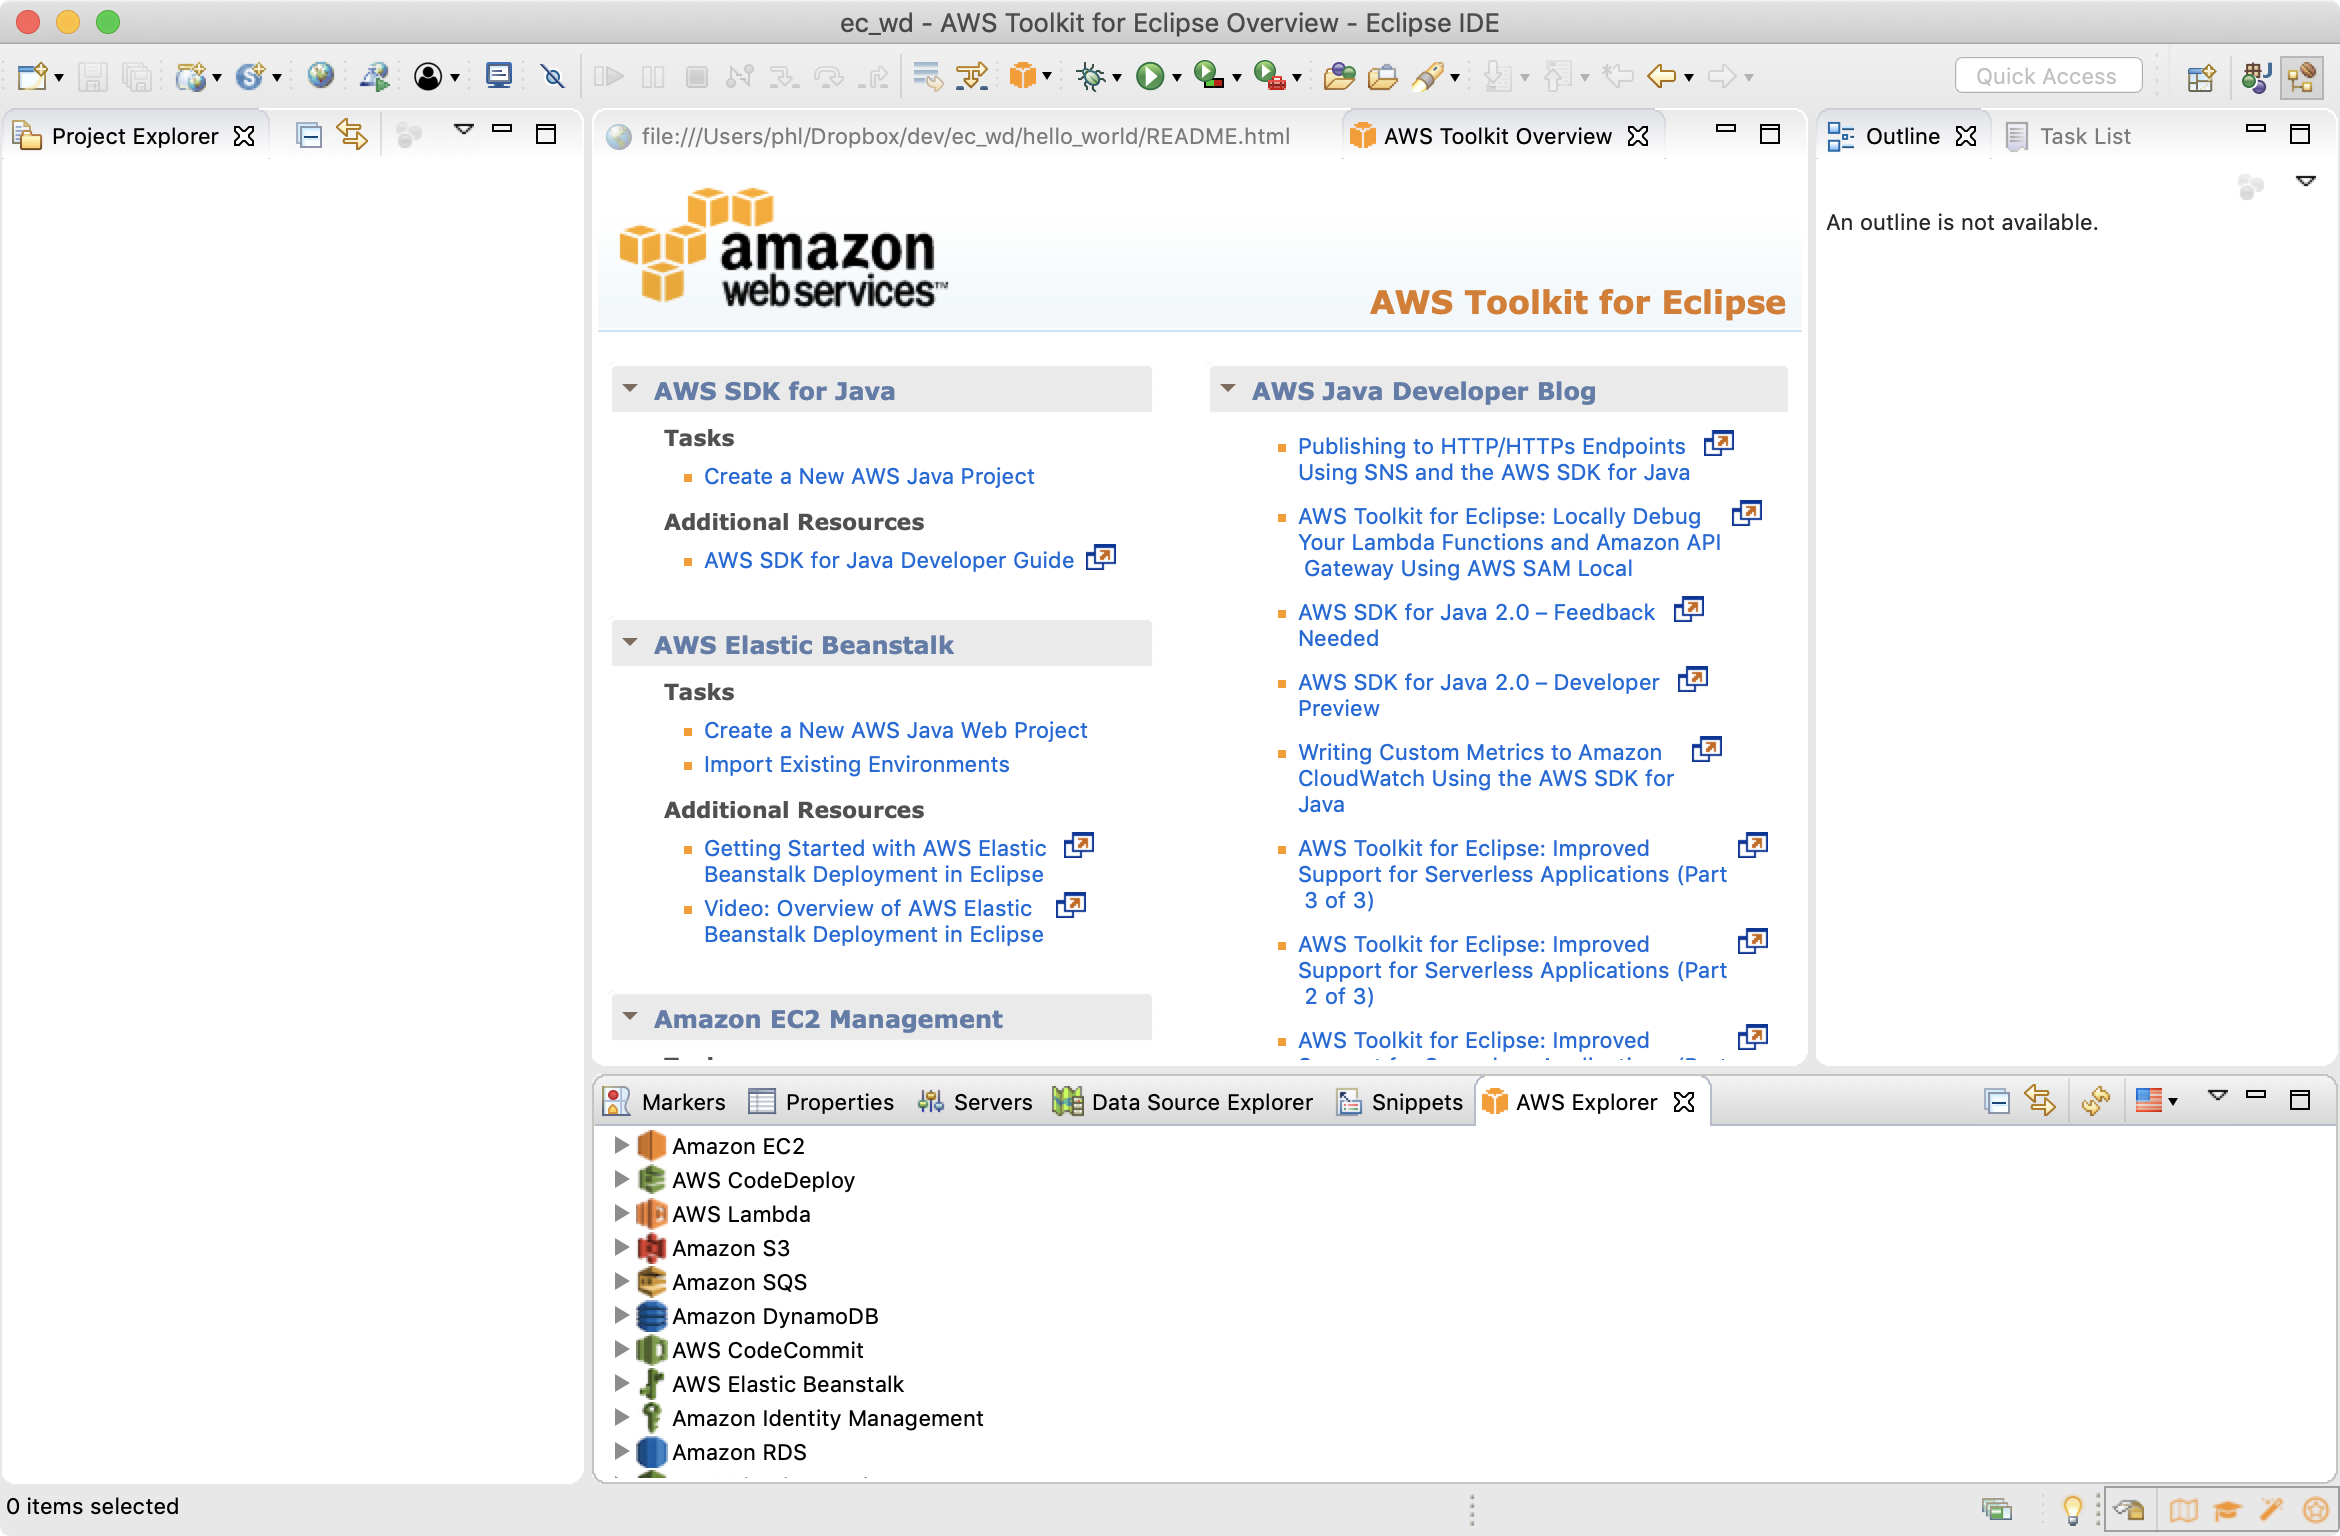 ec_wd - AWS Toolkit for Eclipse Overview - Eclipse IDE
Quick Access
Project Explorer
file:///Users/phl/Dropbox/dev/ec_wd/hello_world/README.html
AWS Toolkit Overview
Outline
Task List
An outline is not available.
amazon
webservices™
AWS Toolkit for Eclipse
AWS SDK for Java
Tasks
Create a New AWS Java Project
Additional Resources
AWS SDK for Java Developer Guide
AWS Elastic Beanstalk
Tasks
Create a New AWS Java Web Project
Import Existing Environments
Additional Resources
Getting Started with AWS Elastic
Beanstalk Deployment in Eclipse
Video: Overview of AWS Elastic
Beanstalk Deployment in Eclipse
Amazon EC2 Management
AWS Java Developer Blog
Publishing to HTTP/HTTPs Endpoints
Using SNS and the AWS SDK for Java
AWS Toolkit for Eclipse: Locally Debug
Your Lambda Functions and Amazon API
Gateway Using AWS SAM Local
AWS SDK for Java 2.0 – Feedback
Needed
AWS SDK for Java 2.0 – Developer
Preview
Writing Custom Metrics to Amazon
CloudWatch Using the AWS SDK for
Java
AWS Toolkit for Eclipse: Improved
Support for Serverless Applications (Part
3 of 3)
AWS Toolkit for Eclipse: Improved
Support for Serverless Applications (Part
2 of 3)
AWS Toolkit for Eclipse: Improved
Markers
Properties
Servers
Data Source Explorer
Snippets
AWS Explorer
Amazon EC2
AWS CodeDeploy
AWS Lambda
Amazon S3
Amazon SQS
Amazon DynamoDB
AWS CodeCommit
AWS Elastic Beanstalk
Amazon Identity Management
Amazon RDS
0 items selected